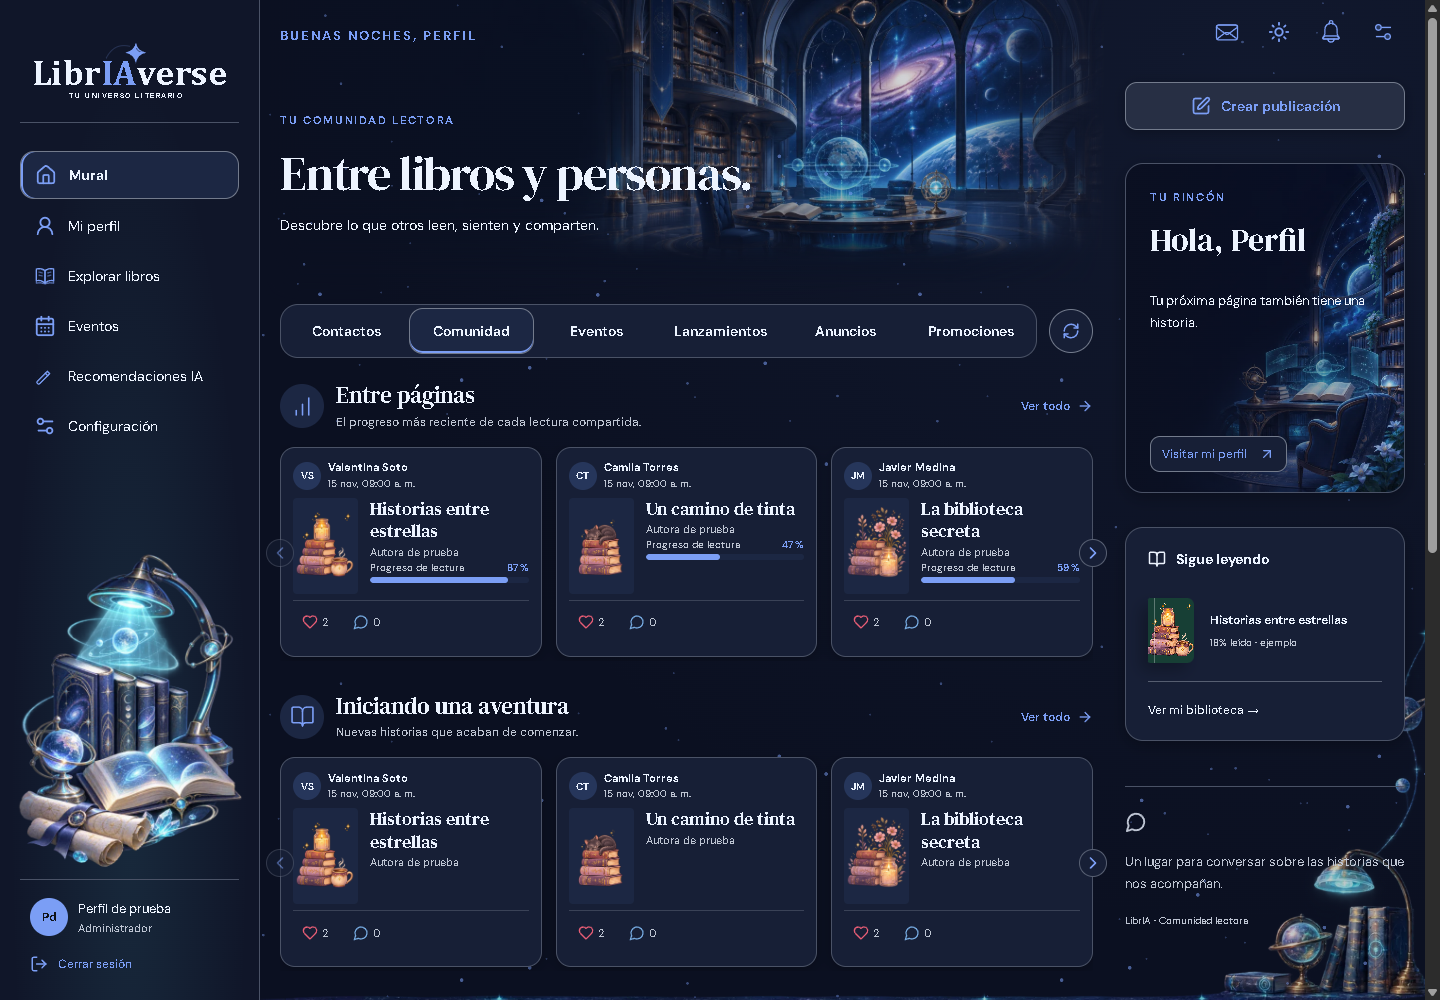 LibrIAverse
TU UNIVERSO LITERARIO
Mural
Mi perfil
Explorar libros
Eventos
Recomendaciones IA
Configuración
Pd
Perfil de prueba
Administrador
Cerrar sesión
BUENAS NOCHES, PERFIL
TU COMUNIDAD LECTORA
Entre libros y personas.
Descubre lo que otros leen, sienten y comparten.
Contactos
Comunidad
Eventos
Lanzamientos
Anuncios
Promociones
Entre páginas
El progreso más reciente de cada lectura compartida.
Ver todo
VS
Valentina Soto
15 nov, 09:00 a. m.
Historias entre
estrellas
Autora de prueba
Progreso de lectura 87%
2 0
CT
Camila Torres
15 nov, 09:00 a. m.
Un camino de tinta
Autora de prueba
Progreso de lectura 47%
2 0
JM
Javier Medina
15 nov, 09:00 a. m.
La biblioteca
secreta
Autora de prueba
Progreso de lectura 59%
2 0
Iniciando una aventura
Nuevas historias que acaban de comenzar.
Ver todo
VS
Valentina Soto
15 nov, 09:00 a. m.
Historias entre
estrellas
Autora de prueba
2 0
CT
Camila Torres
15 nov, 09:00 a. m.
Un camino de tinta
Autora de prueba
2 0
JM
Javier Medina
15 nov, 09:00 a. m.
La biblioteca
secreta
Autora de prueba
2 0
Crear publicación
TU RINCÓN
Hola, Perfil
Tu próxima página también tiene una
historia.
Visitar mi perfil
Sigue leyendo
Historias entre estrellas
18% leído · ejemplo
Ver mi biblioteca →
Un lugar para conversar sobre las historias que
nos acompañan.
LibrIA · Comunidad lectora